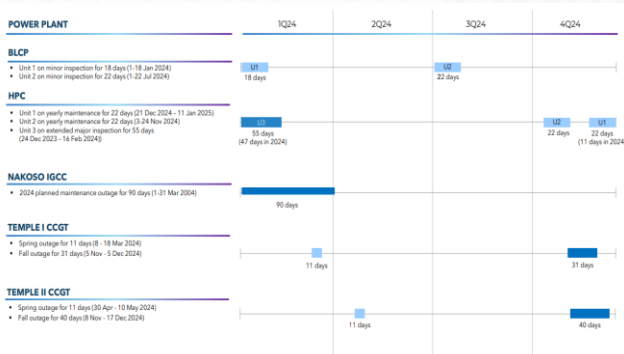 POWER PLANT 1Q24 2Q24 3Q24 4Q24
BLCP
• Unit 1 on minor inspection for 18 days (1-18 Jan 2024)
• Unit 2 on minor inspection for 22 days (1-22 Jul 2024)
U1 U2
18 days 22 days
HPC
• Unit 1 on yearly maintenance for 22 days (21 Dec 2024 - 11 Jan 2025)
• Unit 2 on yearly maintenance for 22 days (3-24 Nov 2024)
• Unit 3 on extended major inspection for 55 days
(24 Dec 2023 - 16 Feb 2024))
U3 U2 U1
55 days 22 days 22 days
(47 days in 2024) (11 days in 2024
NAKOSO IGCC
• 2024 planned maintenance outage for 90 days (1-31 Mar 2004)
90 days
TEMPLE I CCGT
• Spring outage for 11 days (8 - 18 Mar 2024)
• Fall outage for 31 days (5 Nov - 5 Dec 2024)
11 days 31 days
TEMPLE II CCGT
• Spring outage for 11 days (30 Apr - 10 May 2024)
• Fall outage for 40 days (8 Nov - 17 Dec 2024)
11 days 40 days